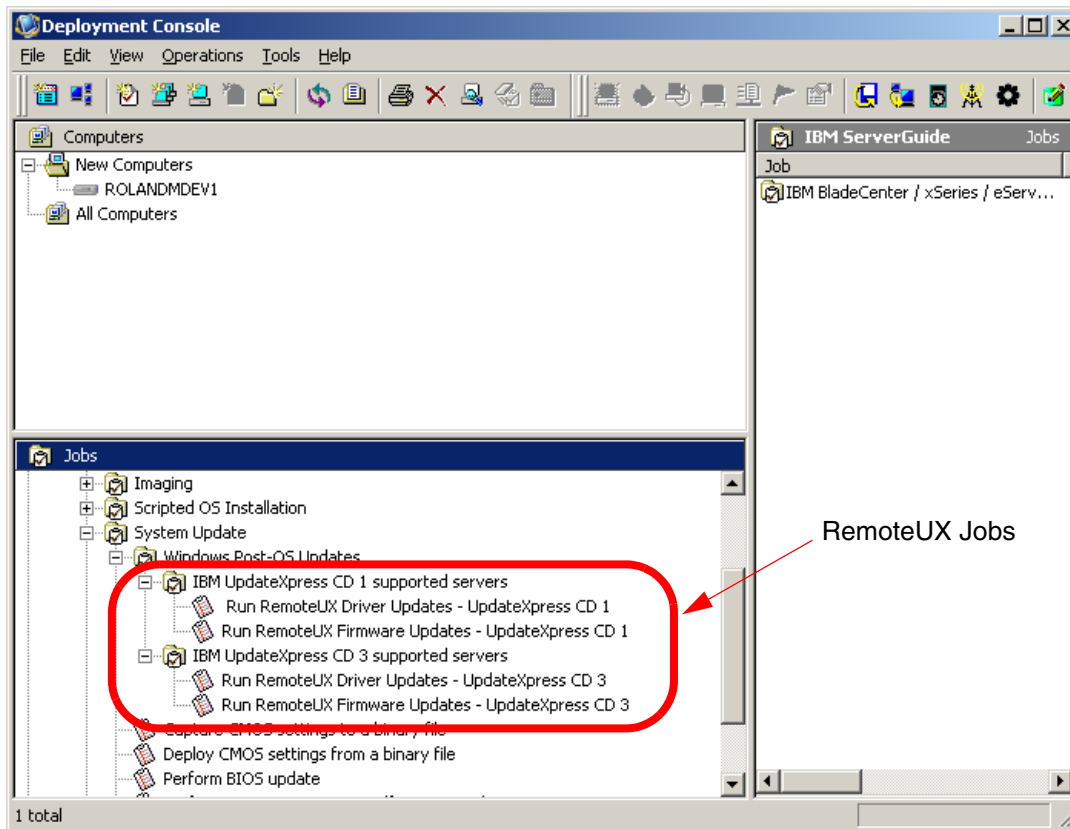 Deployment Console
File Edit View Operations Tools Help
Computers
New Computers
ROLANDMDEV1
All Computers
IBM ServerGuide Jobs
Job
IBM BladeCenter / xSeries / eServ...
Jobs
Imaging
Scripted OS Installation
System Update
Windows Post-OS Updates
IBM UpdateXpress CD 1 supported servers
Run RemoteUX Driver Updates - UpdateXpress CD 1
Run RemoteUX Firmware Updates - UpdateXpress CD 1
IBM UpdateXpress CD 3 supported servers
Run RemoteUX Driver Updates - UpdateXpress CD 3
Run RemoteUX Firmware Updates - UpdateXpress CD 3
Capture CMOS settings to a binary file
Deploy CMOS settings from a binary file
Perform BIOS update
RemoteUX Jobs
1 total